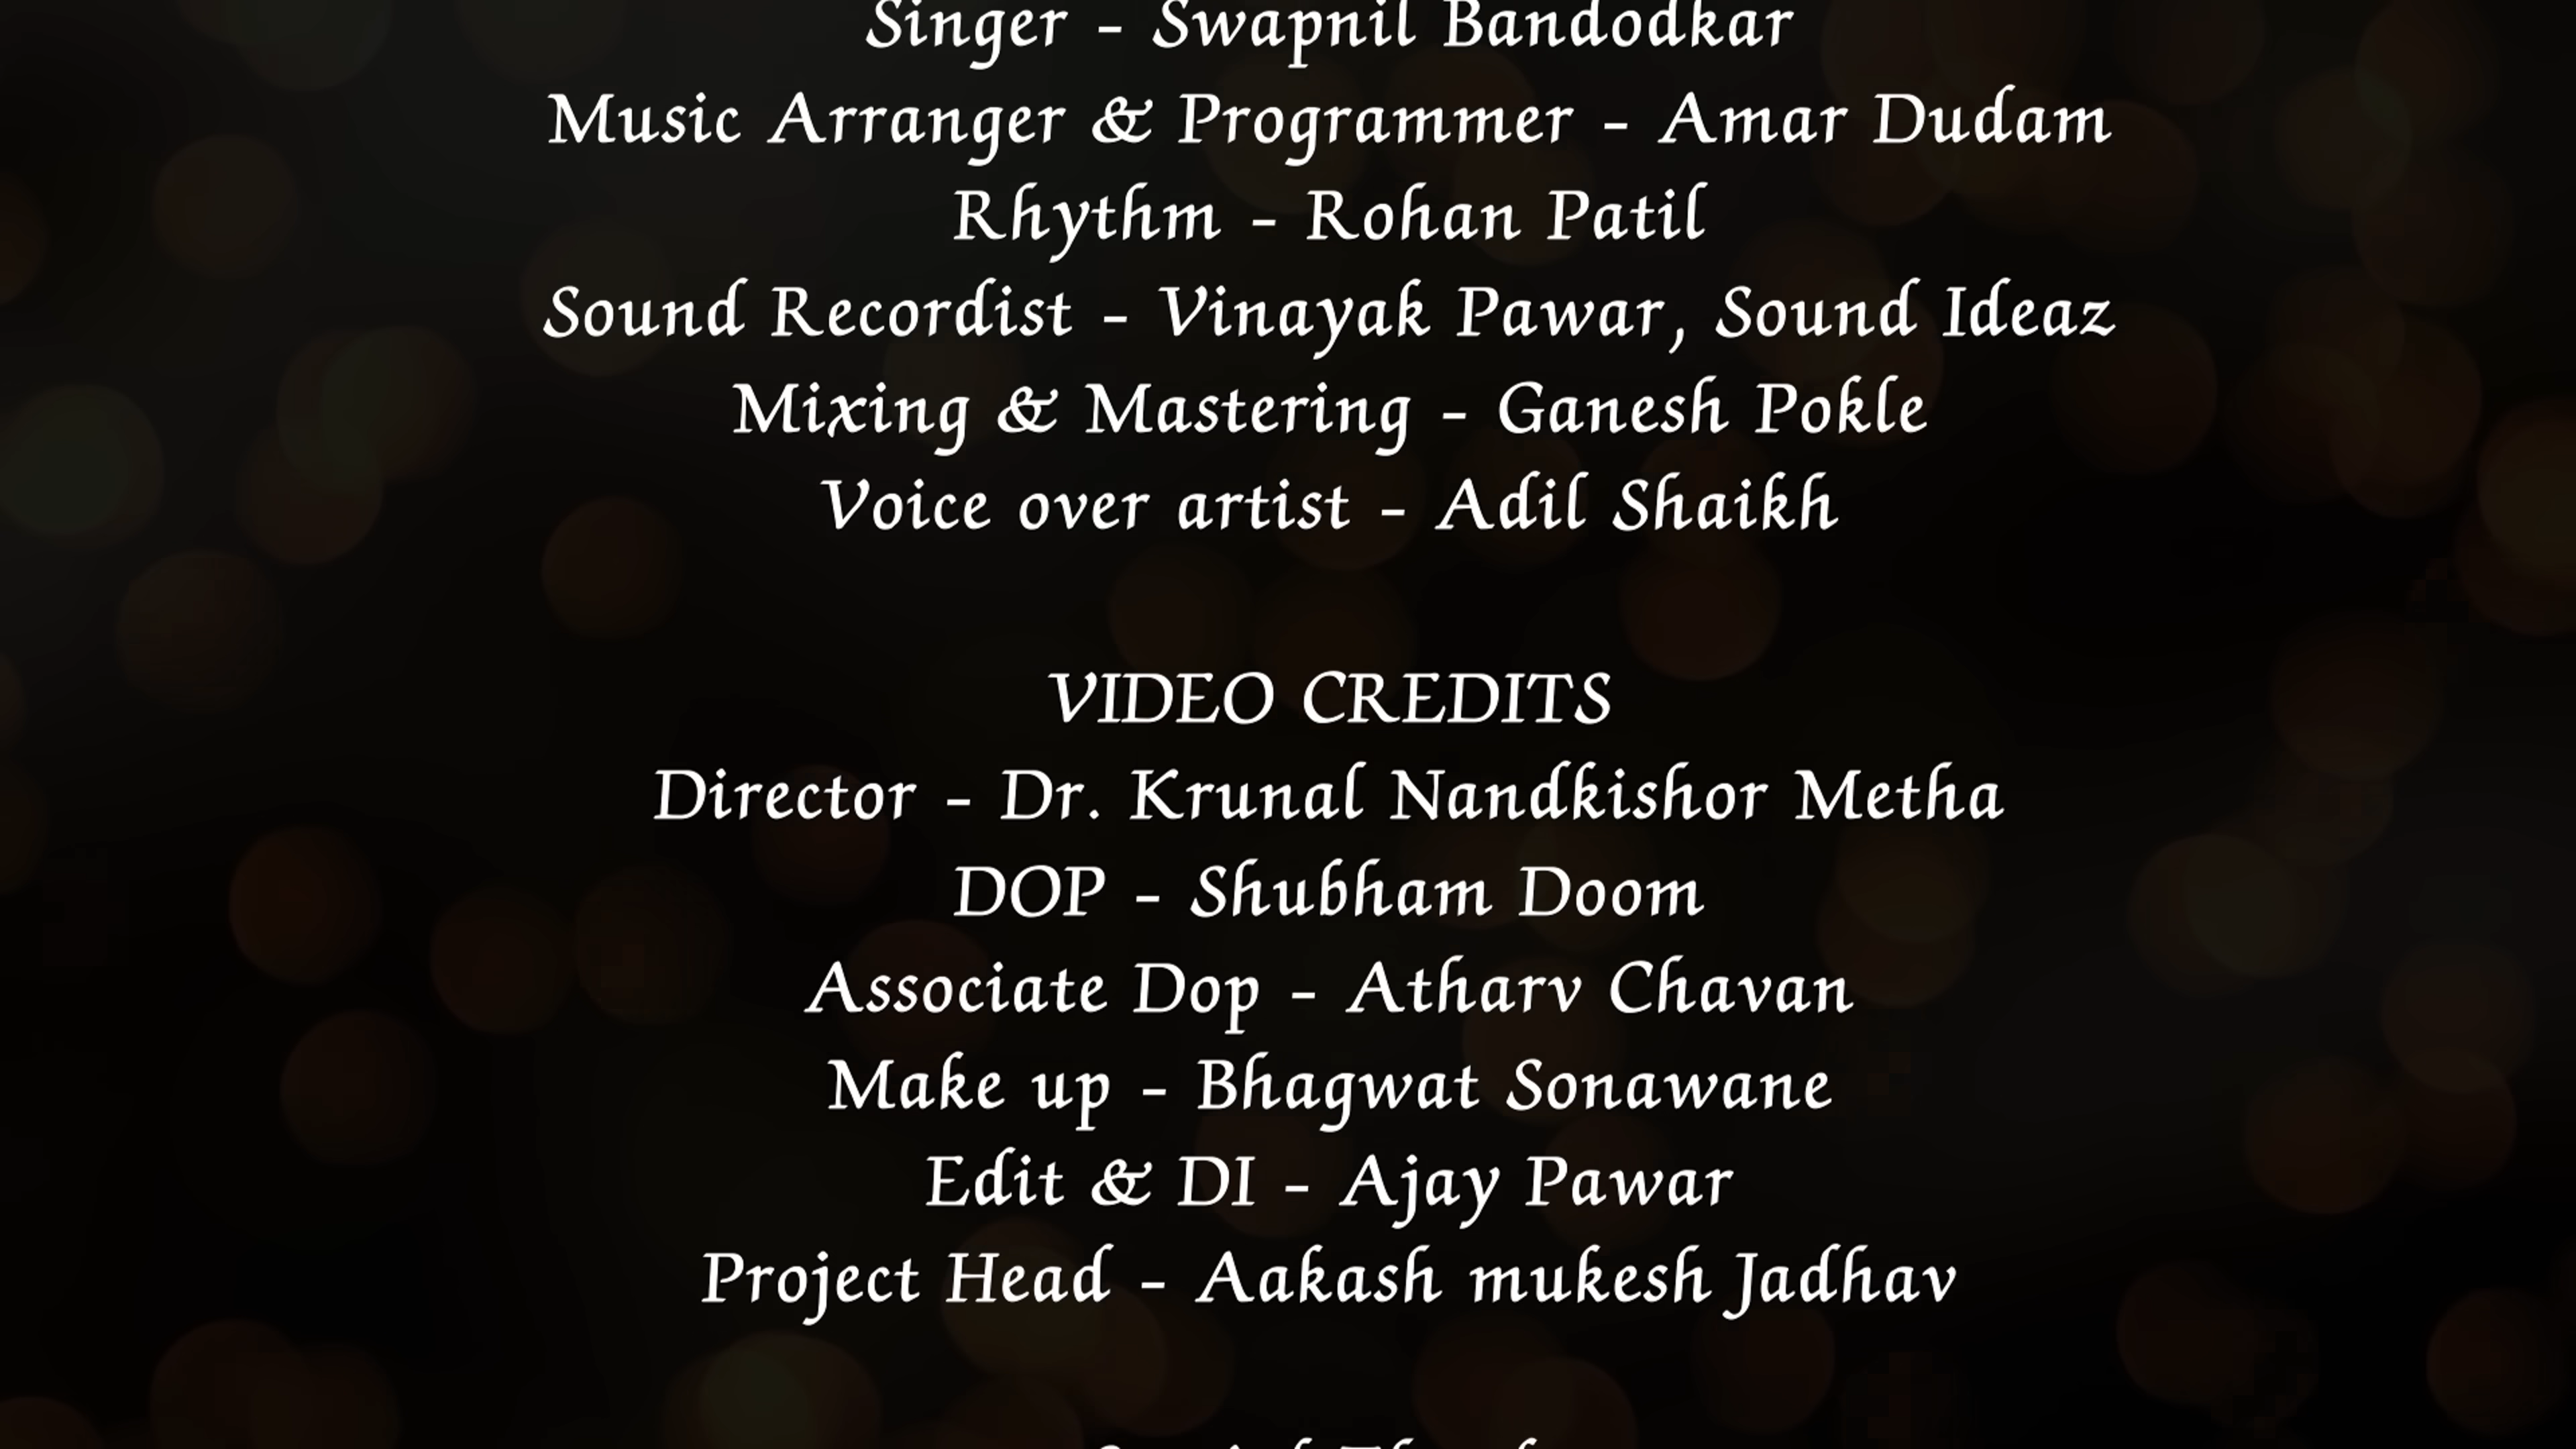 Singer - Swapnil Bandodkar
Music Arranger & Programmer - Amar Dudam
Rhythm - Rohan Patil
Sound Recordist - Vinayak Pawar, Sound Ideaz
Mixing & Mastering - Ganesh Pokle
Voice over artist - Adil Shaikh
VIDEO CREDITS
Director - Dr. Krunal Nandkishor Metha
DOP - Shubham Doom
Associate Dop - Atharv Chavan
Make up - Bhagwat Sonawane
Edit & DI - Ajay Pawar
Project Head - Aakash mukesh Jadhav